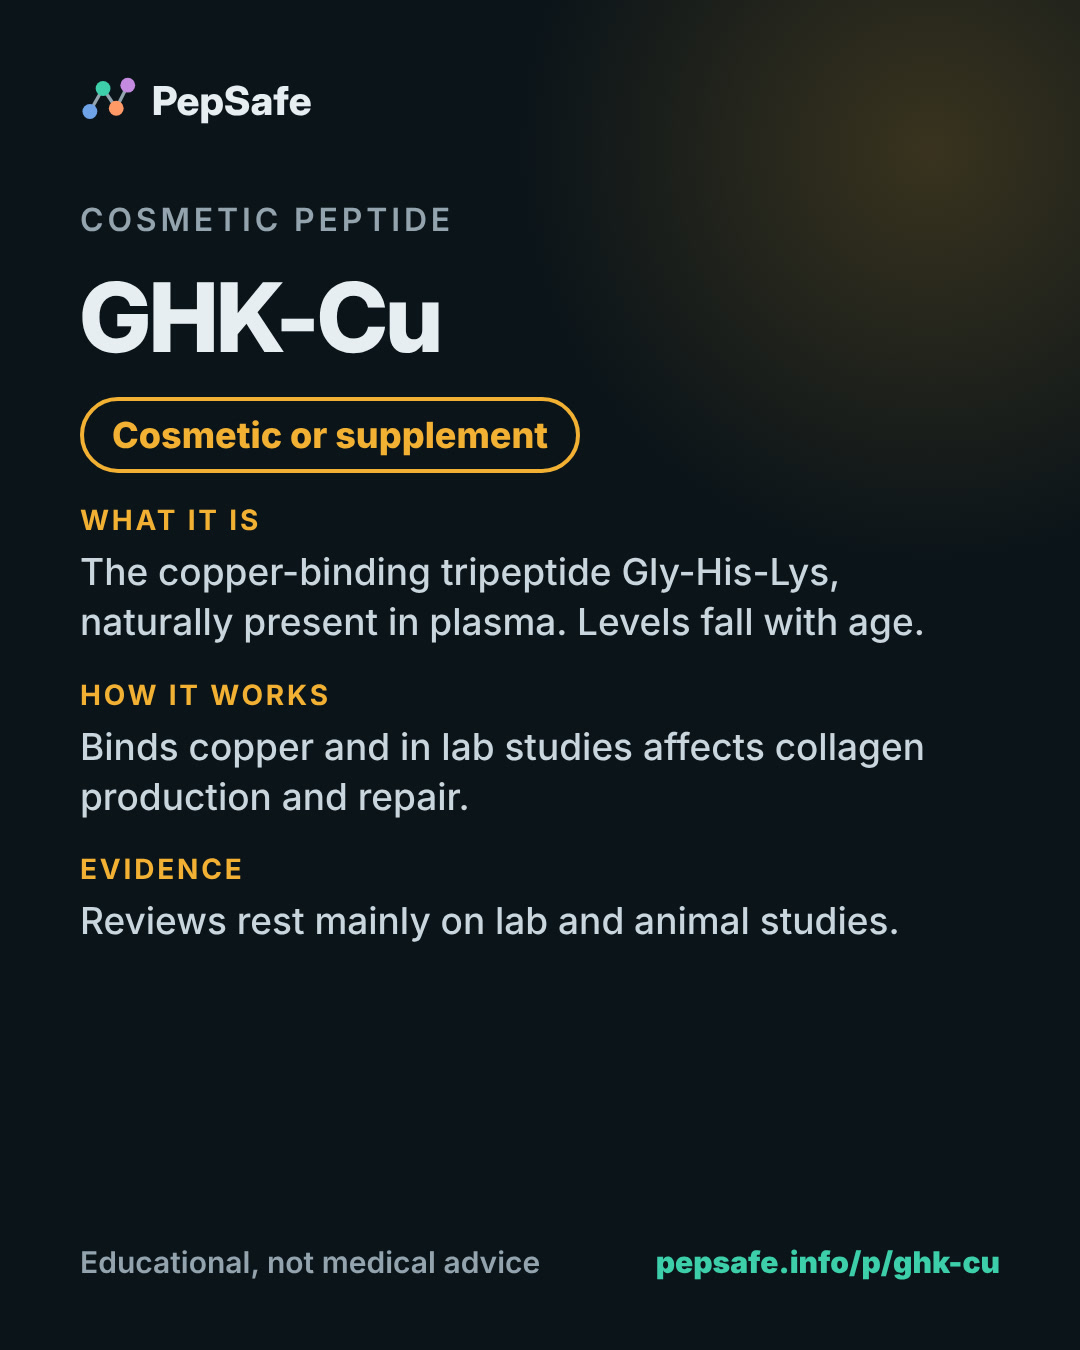 PepSafe
COSMETIC PEPTIDE
GHK-Cu
Cosmetic or supplement
WHAT IT IS
The copper-binding tripeptide Gly-His-Lys,
naturally present in plasma. Levels fall with age.
HOW IT WORKS
Binds copper and in lab studies affects collagen
production and repair.
EVIDENCE
Reviews rest mainly on lab and animal studies.
Educational, not medical advice
pepsafe.info/p/ghk-cu